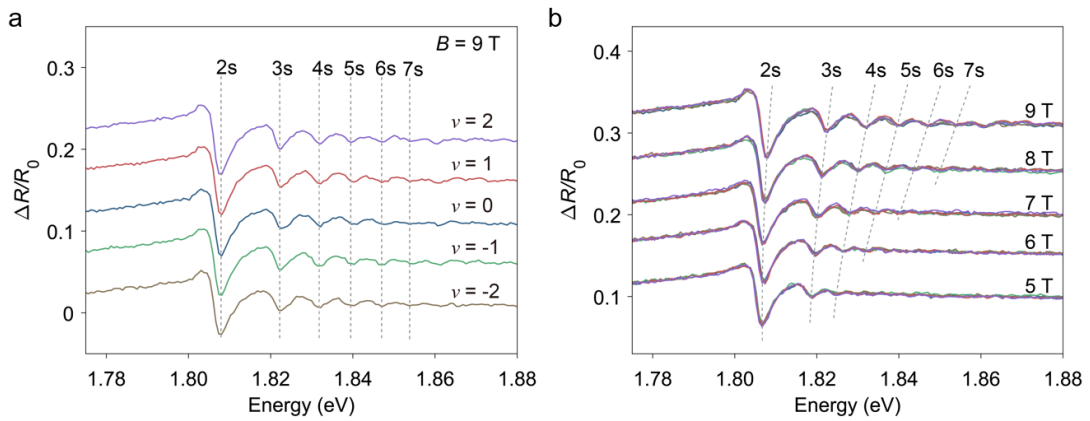 a
B = 9 T
2s 3s 4s 5s 6s 7s
ν = 2
ν = 1
ν = 0
ν = -1
ν = -2
0.3
0.2
0.1
0
ΔR/R₀
1.78 1.80 1.82 1.84 1.86 1.88
Energy (eV)
b
2s 3s 4s 5s 6s 7s
9 T
8 T
7 T
6 T
5 T
0.4
0.3
0.2
0.1
ΔR/R₀
1.78 1.80 1.82 1.84 1.86 1.88
Energy (eV)